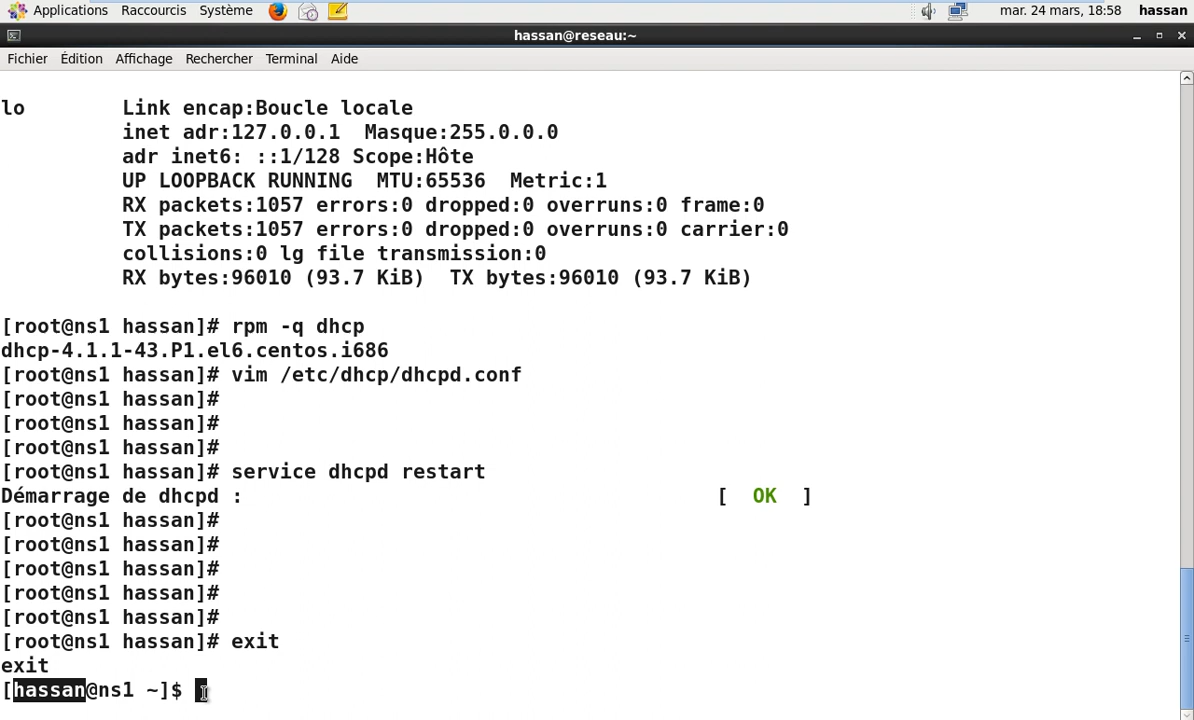 Applications Raccourcis Système mar. 24 mars, 18:58 hassan
hassan@reseau:~
Fichier Édition Affichage Rechercher Terminal Aide
lo Link encap:Boucle locale
inet adr:127.0.0.1 Masque:255.0.0.0
adr inet6: ::1/128 Scope:Hôte
UP LOOPBACK RUNNING MTU:65536 Metric:1
RX packets:1057 errors:0 dropped:0 overruns:0 frame:0
TX packets:1057 errors:0 dropped:0 overruns:0 carrier:0
collisions:0 lg file transmission:0
RX bytes:96010 (93.7 KiB) TX bytes:96010 (93.7 KiB)
[root@ns1 hassan]# rpm -q dhcp
dhcp-4.1.1-43.P1.el6.centos.i686
[root@ns1 hassan]# vim /etc/dhcp/dhcpd.conf
[root@ns1 hassan]#
[root@ns1 hassan]#
[root@ns1 hassan]#
[root@ns1 hassan]# service dhcpd restart
Démarrage de dhcpd : [ OK ]
[root@ns1 hassan]#
[root@ns1 hassan]#
[root@ns1 hassan]#
[root@ns1 hassan]#
[root@ns1 hassan]#
[root@ns1 hassan]# exit
exit
[hassan@ns1 ~]$